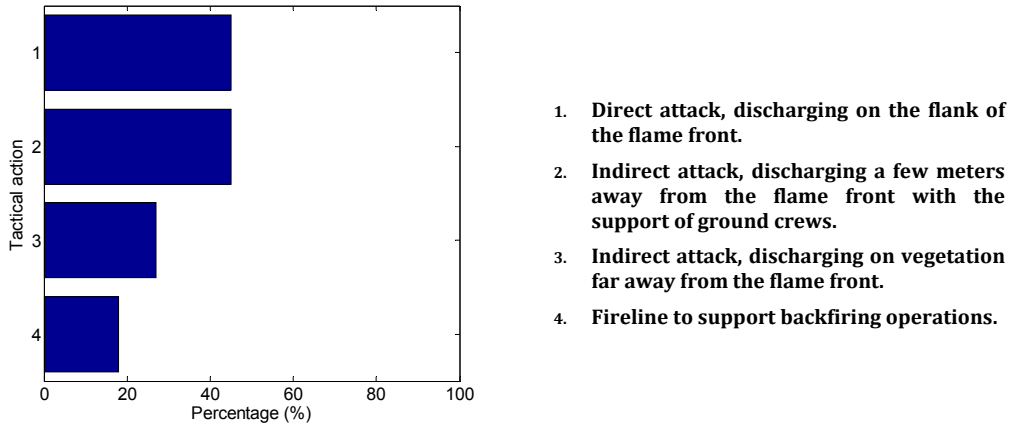 1
2
3
4
Tactical action
0 20 40 60 80 100
Percentage (%)
1. Direct attack, discharging on the flank of
the flame front.
2. Indirect attack, discharging a few meters
away from the flame front with the
support of ground crews.
3. Indirect attack, discharging on vegetation
far away from the flame front.
4. Fireline to support backfiring operations.